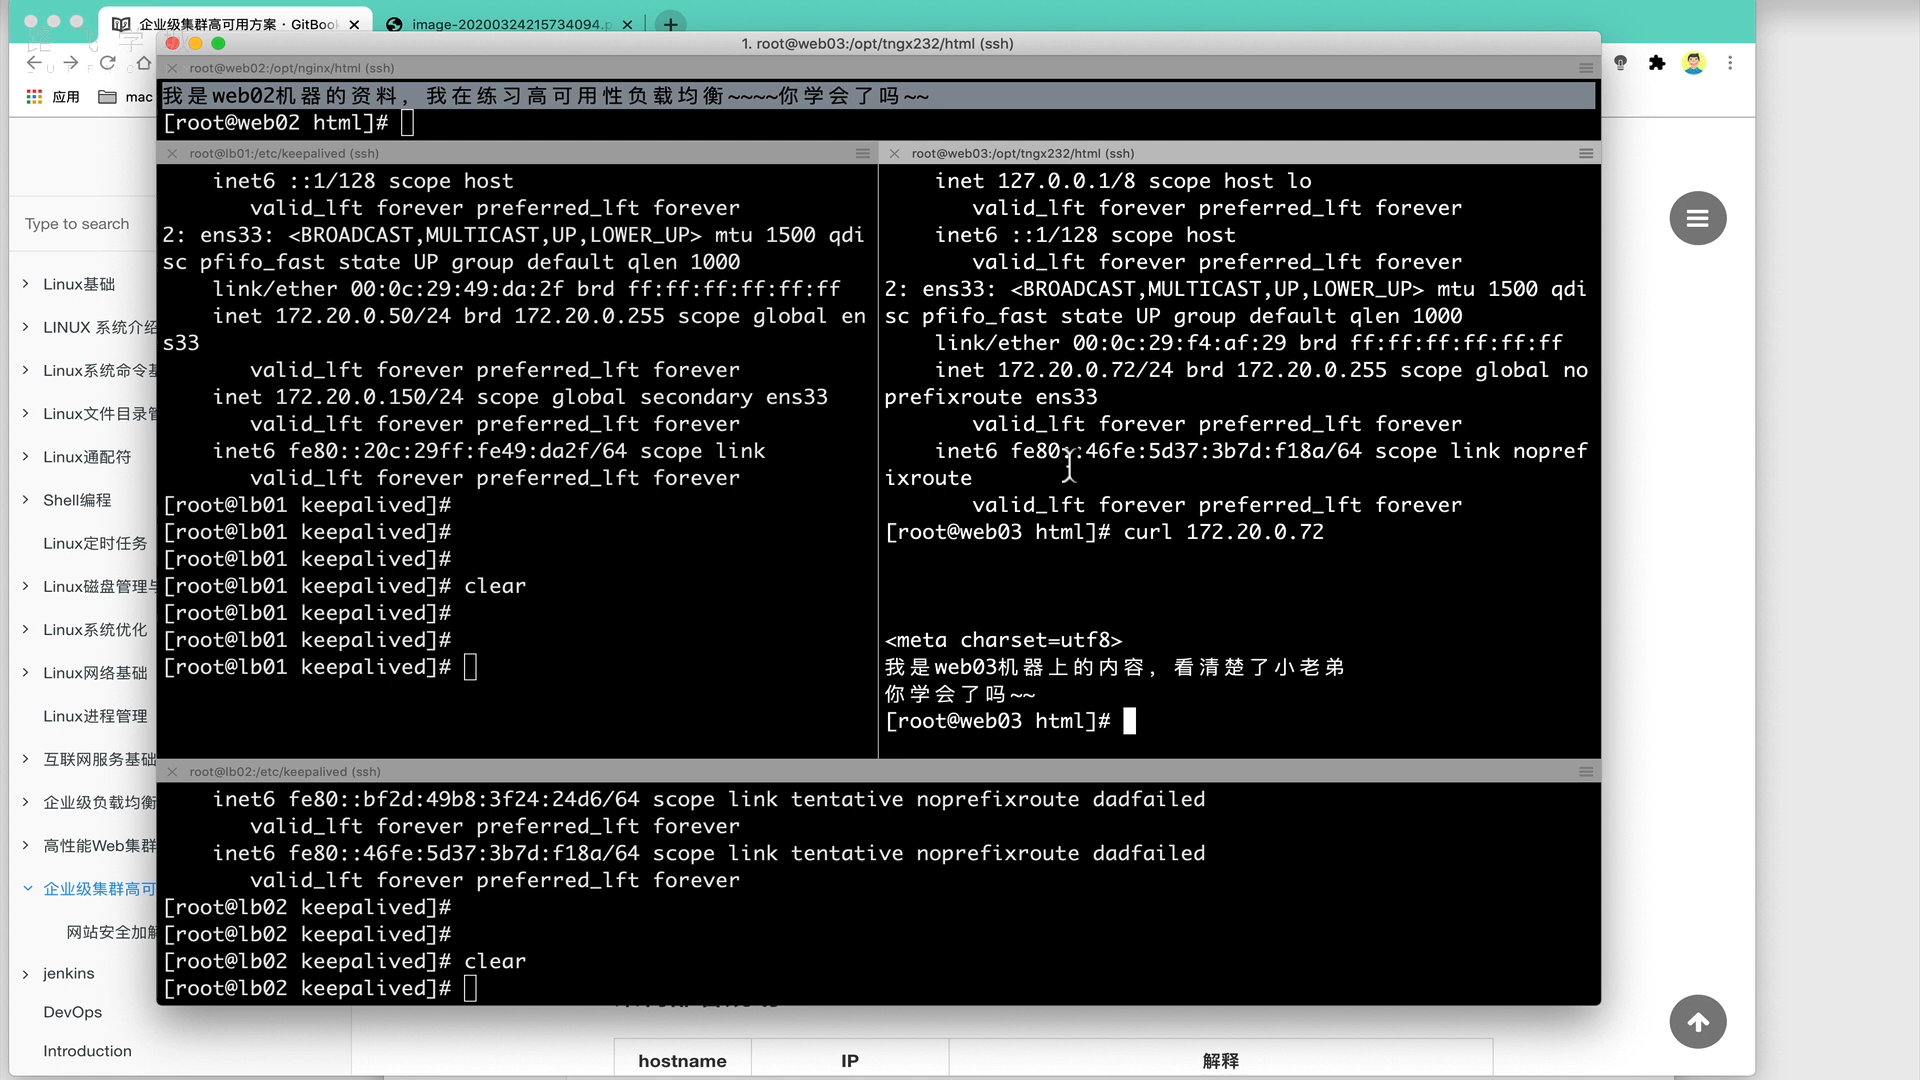 企业级集群高可用方案 · GitBook
image-20200324215734094.p
1. root@web03:/opt/tngx232/html (ssh)
应用
mac
root@web02:/opt/nginx/html (ssh)
我是web02机器的资料，我在练习高可用性负载均衡~~~~你学会了吗~~
[root@web02 html]#
root@lb01:/etc/keepalived (ssh)
inet6 ::1/128 scope host
valid_lft forever preferred_lft forever
2: ens33: <BROADCAST,MULTICAST,UP,LOWER_UP> mtu 1500 qdi
sc pfifo_fast state UP group default qlen 1000
link/ether 00:0c:29:49:da:2f brd ff:ff:ff:ff:ff:ff
inet 172.20.0.50/24 brd 172.20.0.255 scope global en
s33
valid_lft forever preferred_lft forever
inet 172.20.0.150/24 scope global secondary ens33
valid_lft forever preferred_lft forever
inet6 fe80::20c:29ff:fe49:da2f/64 scope link
valid_lft forever preferred_lft forever
[root@lb01 keepalived]#
[root@lb01 keepalived]#
[root@lb01 keepalived]#
[root@lb01 keepalived]# clear
[root@lb01 keepalived]#
[root@lb01 keepalived]#
[root@lb01 keepalived]#
root@web03:/opt/tngx232/html (ssh)
inet 127.0.0.1/8 scope host lo
valid_lft forever preferred_lft forever
inet6 ::1/128 scope host
valid_lft forever preferred_lft forever
2: ens33: <BROADCAST,MULTICAST,UP,LOWER_UP> mtu 1500 qdi
sc pfifo_fast state UP group default qlen 1000
link/ether 00:0c:29:f4:af:29 brd ff:ff:ff:ff:ff:ff
inet 172.20.0.72/24 brd 172.20.0.255 scope global no
prefixroute ens33
valid_lft forever preferred_lft forever
inet6 fe80::46fe:5d37:3b7d:f18a/64 scope link nopref
ixroute
valid_lft forever preferred_lft forever
[root@web03 html]# curl 172.20.0.72
<meta charset=utf8>
我是web03机器上的内容，看清楚了小老弟
你学会了吗~~
[root@web03 html]#
root@lb02:/etc/keepalived (ssh)
inet6 fe80::bf2d:49b8:3f24:24d6/64 scope link tentative noprefixroute dadfailed
valid_lft forever preferred_lft forever
inet6 fe80::46fe:5d37:3b7d:f18a/64 scope link tentative noprefixroute dadfailed
valid_lft forever preferred_lft forever
[root@lb02 keepalived]#
[root@lb02 keepalived]#
[root@lb02 keepalived]# clear
[root@lb02 keepalived]#
Type to search
Linux基础
LINUX 系统介绍
Linux系统命令基
Linux文件目录管
Linux通配符
Shell编程
Linux定时任务
Linux磁盘管理与
Linux系统优化
Linux网络基础
Linux进程管理
互联网服务基础
企业级负载均衡
高性能Web集群
企业级集群高可
网站安全加解
jenkins
DevOps
Introduction
hostname
IP
解释